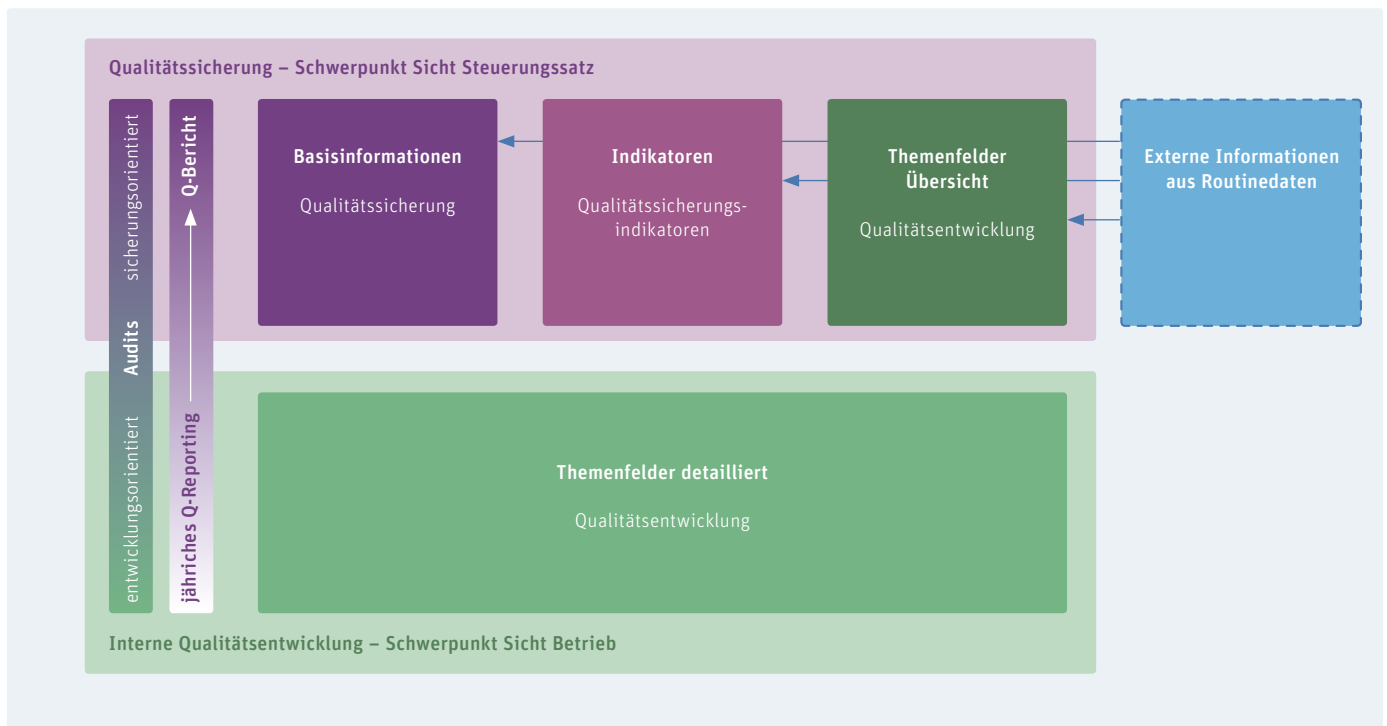 Qualitätssicherung – Schwerpunkt Sicht Steuerungssatz
sicherungsorientiert
Audits
entwicklungsorientiert
Q-Bericht
jähriches Q-Reporting
Basisinformationen
Qualitätssicherung
Indikatoren
Qualitätssicherungs-
indikatoren
Themenfelder
Übersicht
Qualitätsentwicklung
Externe Informationen
aus Routinedaten
Themenfelder detailliert
Qualitätsentwicklung
Interne Qualitätsentwicklung – Schwerpunkt Sicht Betrieb